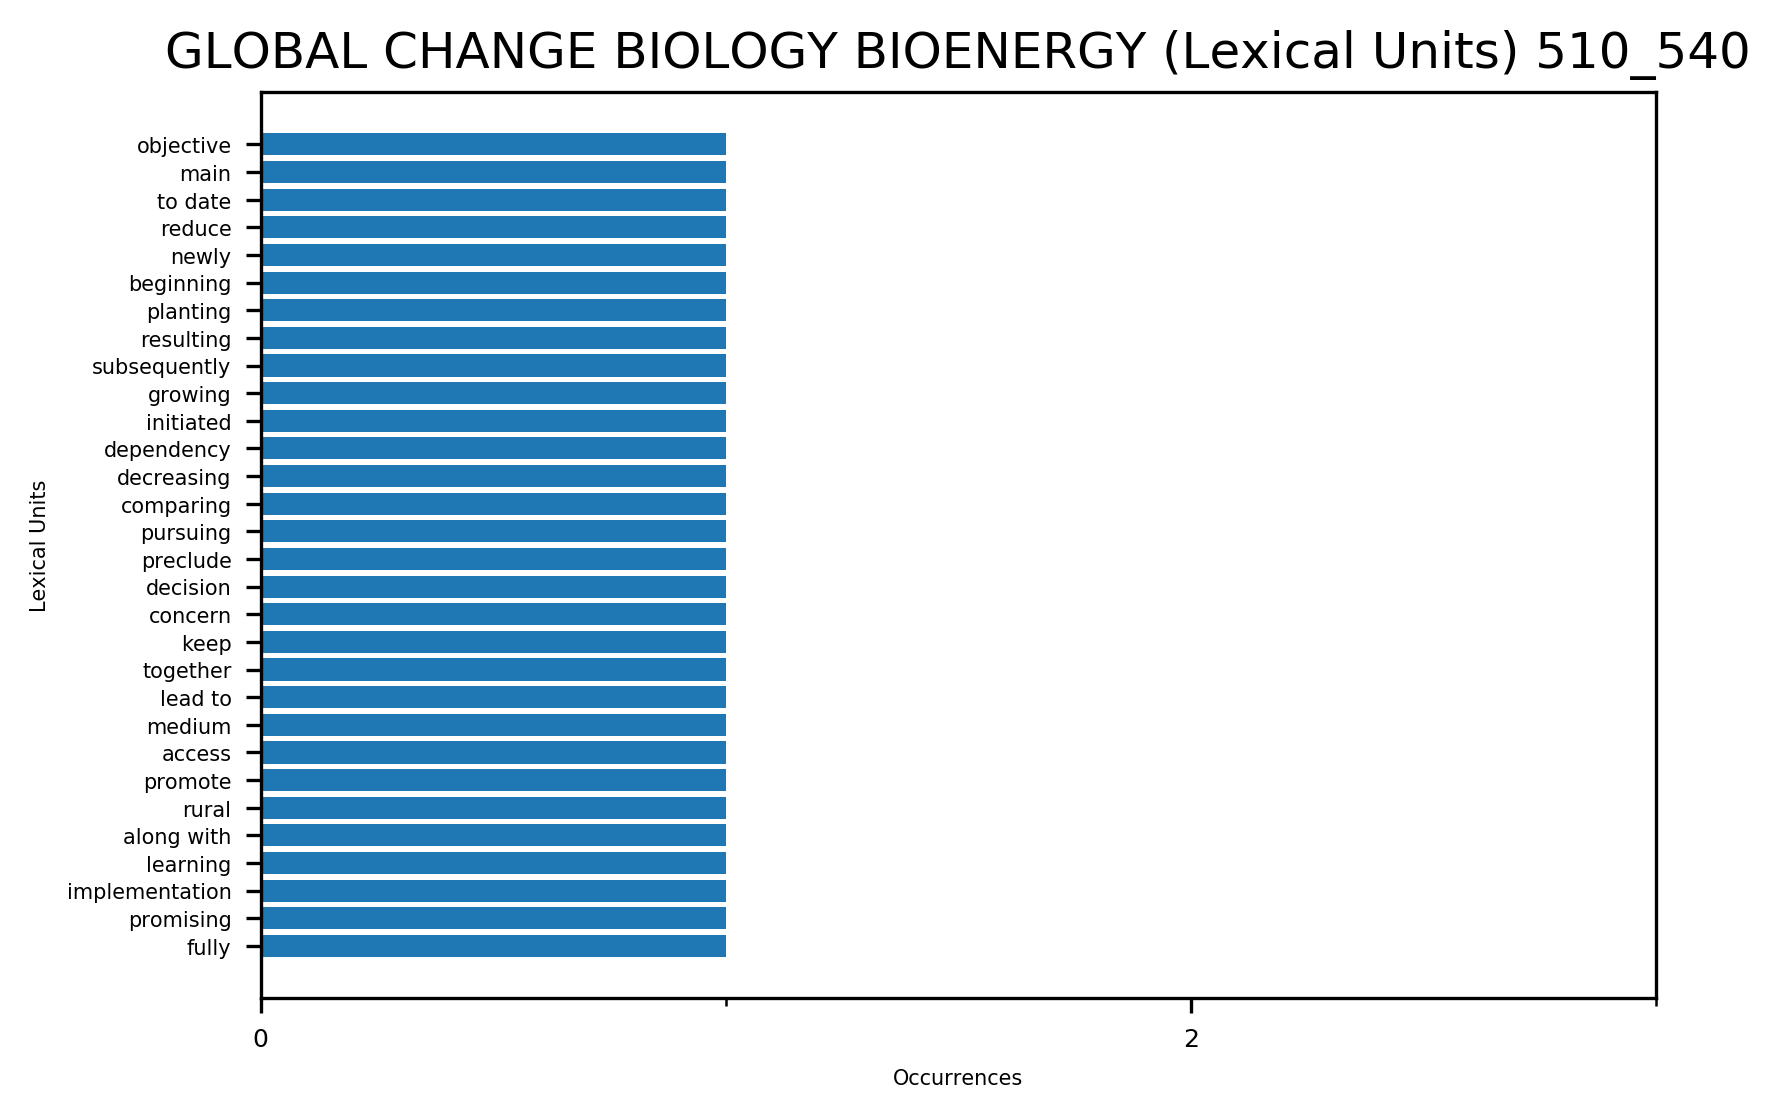 GLOBAL CHANGE BIOLOGY BIOENERGY (Lexical Units) 510_540
objective
main
to date
reduce
newly
beginning
planting
resulting
subsequently
growing
initiated
dependency
decreasing
comparing
pursuing
preclude
decision
concern
keep
together
lead to
medium
access
promote
rural
along with
learning
implementation
promising
fully
Lexical Units
0 2
Occurrences